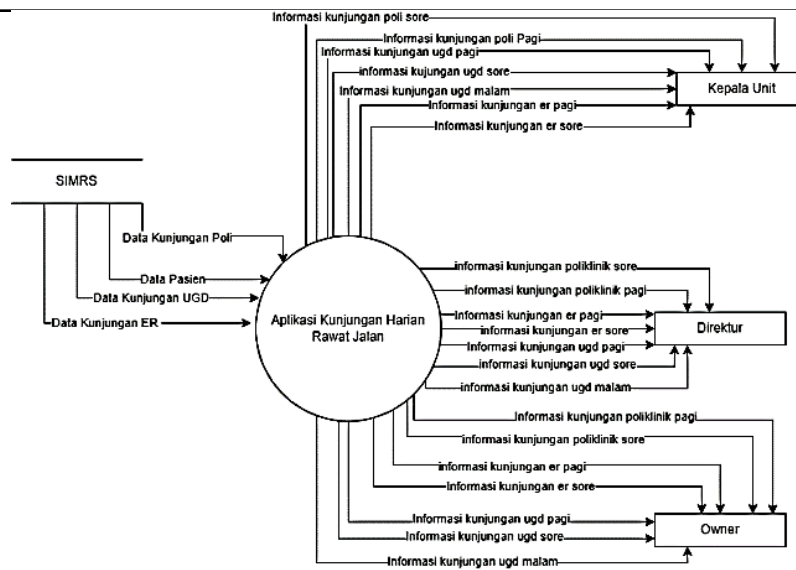 Informasi kunjungan poli sore
Informasi kunjungan poli Pagi
Informasi kunjungan ugd pagi
informasi kujungan ugd sore
Informasi kunjungan ugd malam
Informasi kunjungan er pagi
Informasi kunjungan er sore
Kepala Unit
SIMRS
Data Kunjungan Poli
Data Pasien
Data Kunjungan UGD
Data Kunjungan ER
Aplikasi Kunjungan Harian
Rawat Jalan
informasi kunjungan poliklinik sore
informasi kunjungan poliklinik pagi
Informasi kunjungan er pagi
informasi kunjungan er sore
Informasi kunjungan ugd pagi
informasi kunjungan ugd sore
informasi kunjungan ugd malam
Direktur
Informasi kunjungan poliklinik pagi
informasi kunjungan poliklinik sore
informasi kunjungan er pagi
Informasi kunjungan er sore
Informasi kunjungan ugd pagi
Informasi kunjungan ugd sore
Informasi kunjungan ugd malam
Owner